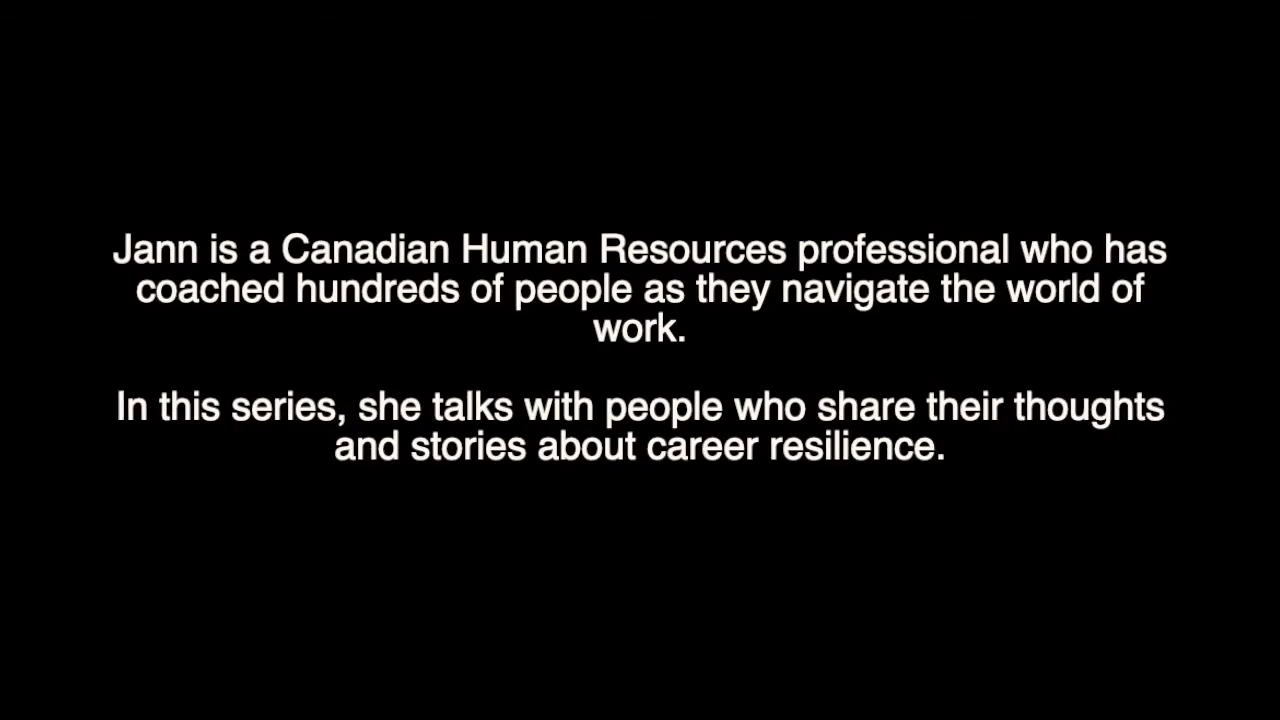 Jann is a Canadian Human Resources professional who has
coached hundreds of people as they navigate the world of
work.
In this series, she talks with people who share their thoughts
and stories about career resilience.